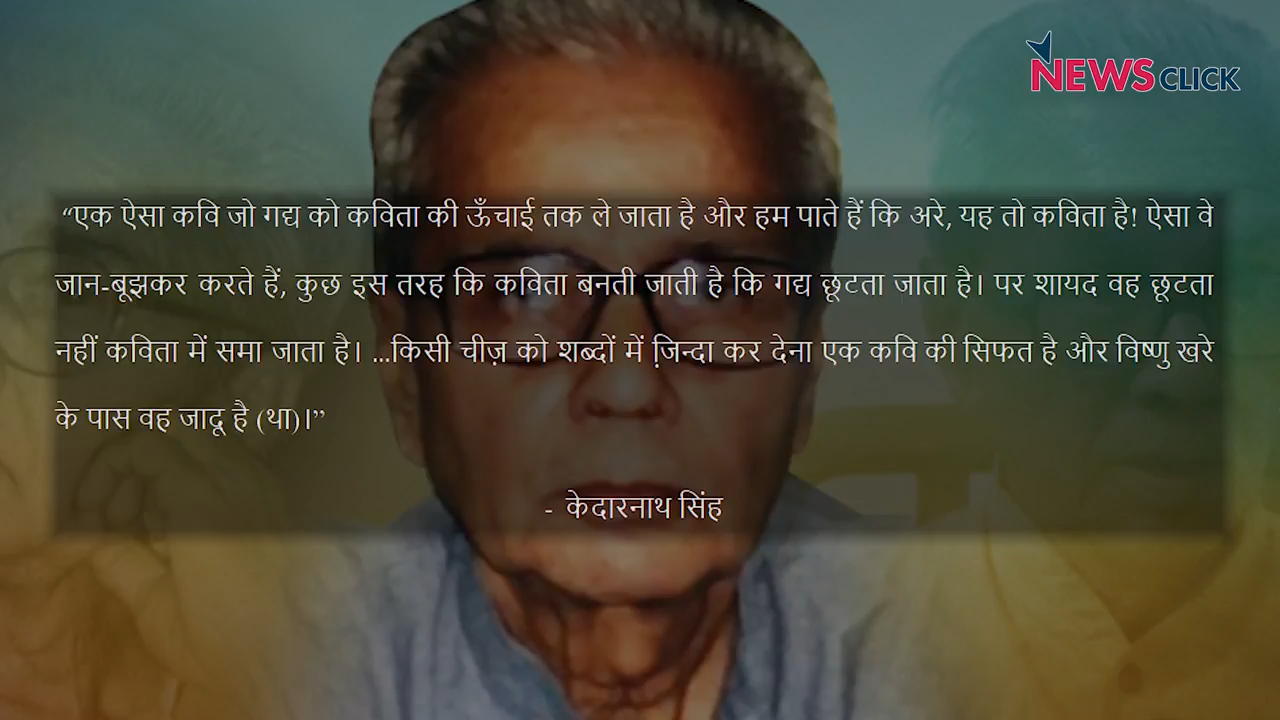 NEWSCLICK
“एक ऐसा कवि जो गद्य को कविता की ऊँचाई तक ले जाता है और हम पाते हैं कि अरे, यह तो कविता है! ऐसा वे
जान-बूझकर करते हैं, कुछ इस तरह कि कविता बनती जाती है कि गद्य छूटता जाता है। पर शायद वह छूटता
नहीं कविता में समा जाता है। ...किसी चीज़ को शब्दों में ज़िन्दा कर देना एक कवि की सिफत है और विष्णु खरे
के पास वह जादू है (था)।”
- केदारनाथ सिंह